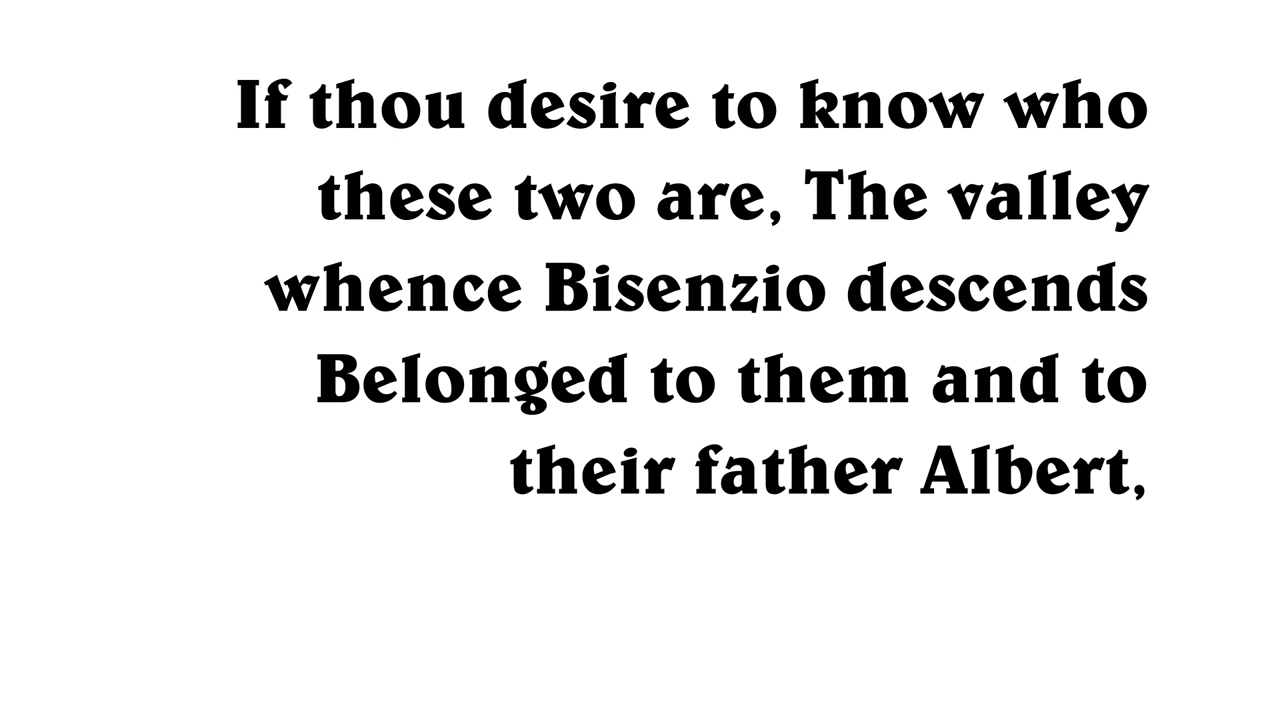 If thou desire to know who
these two are, The valley
whence Bisenzio descends
Belonged to them and to
their father Albert,